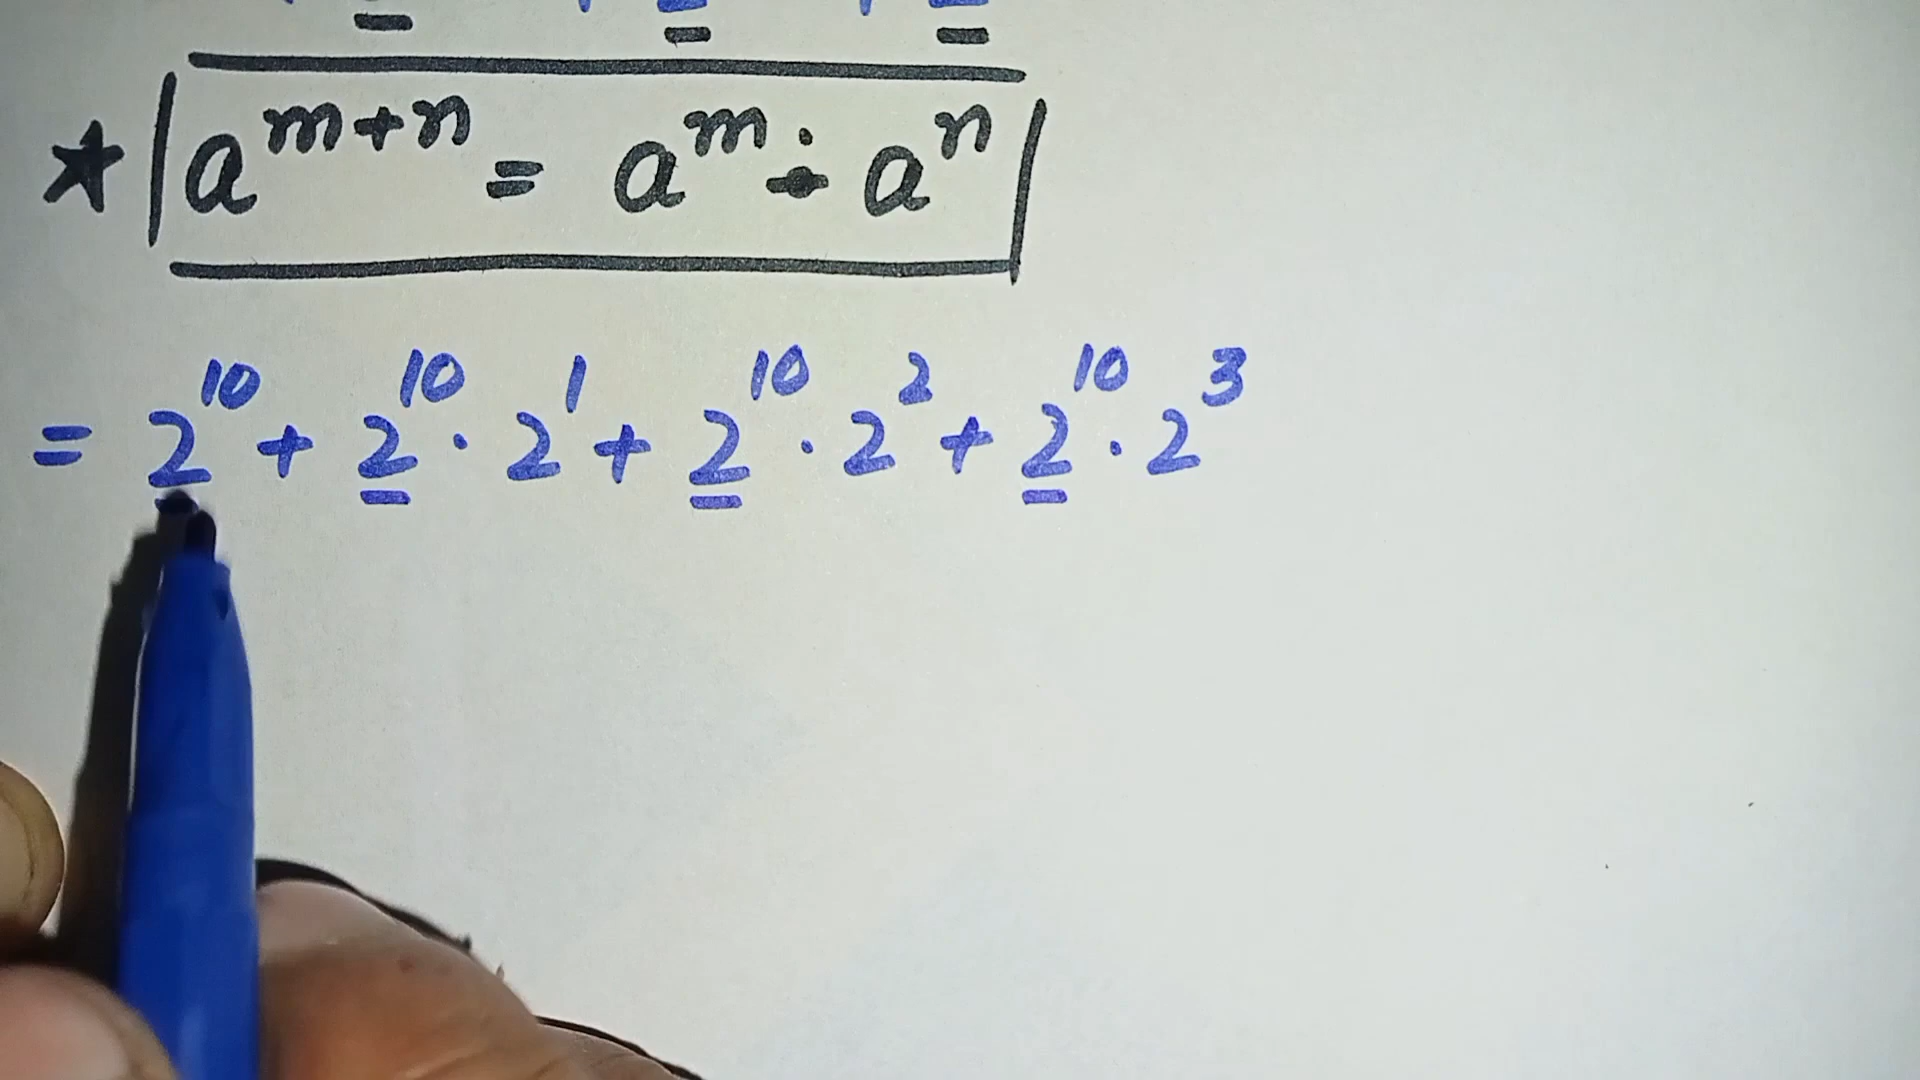 ★ a^{m+n} = a^m ÷ a^n
= 2^{10} + 2^{10} · 2^1 + 2^{10} · 2^2 + 2^{10} · 2^3